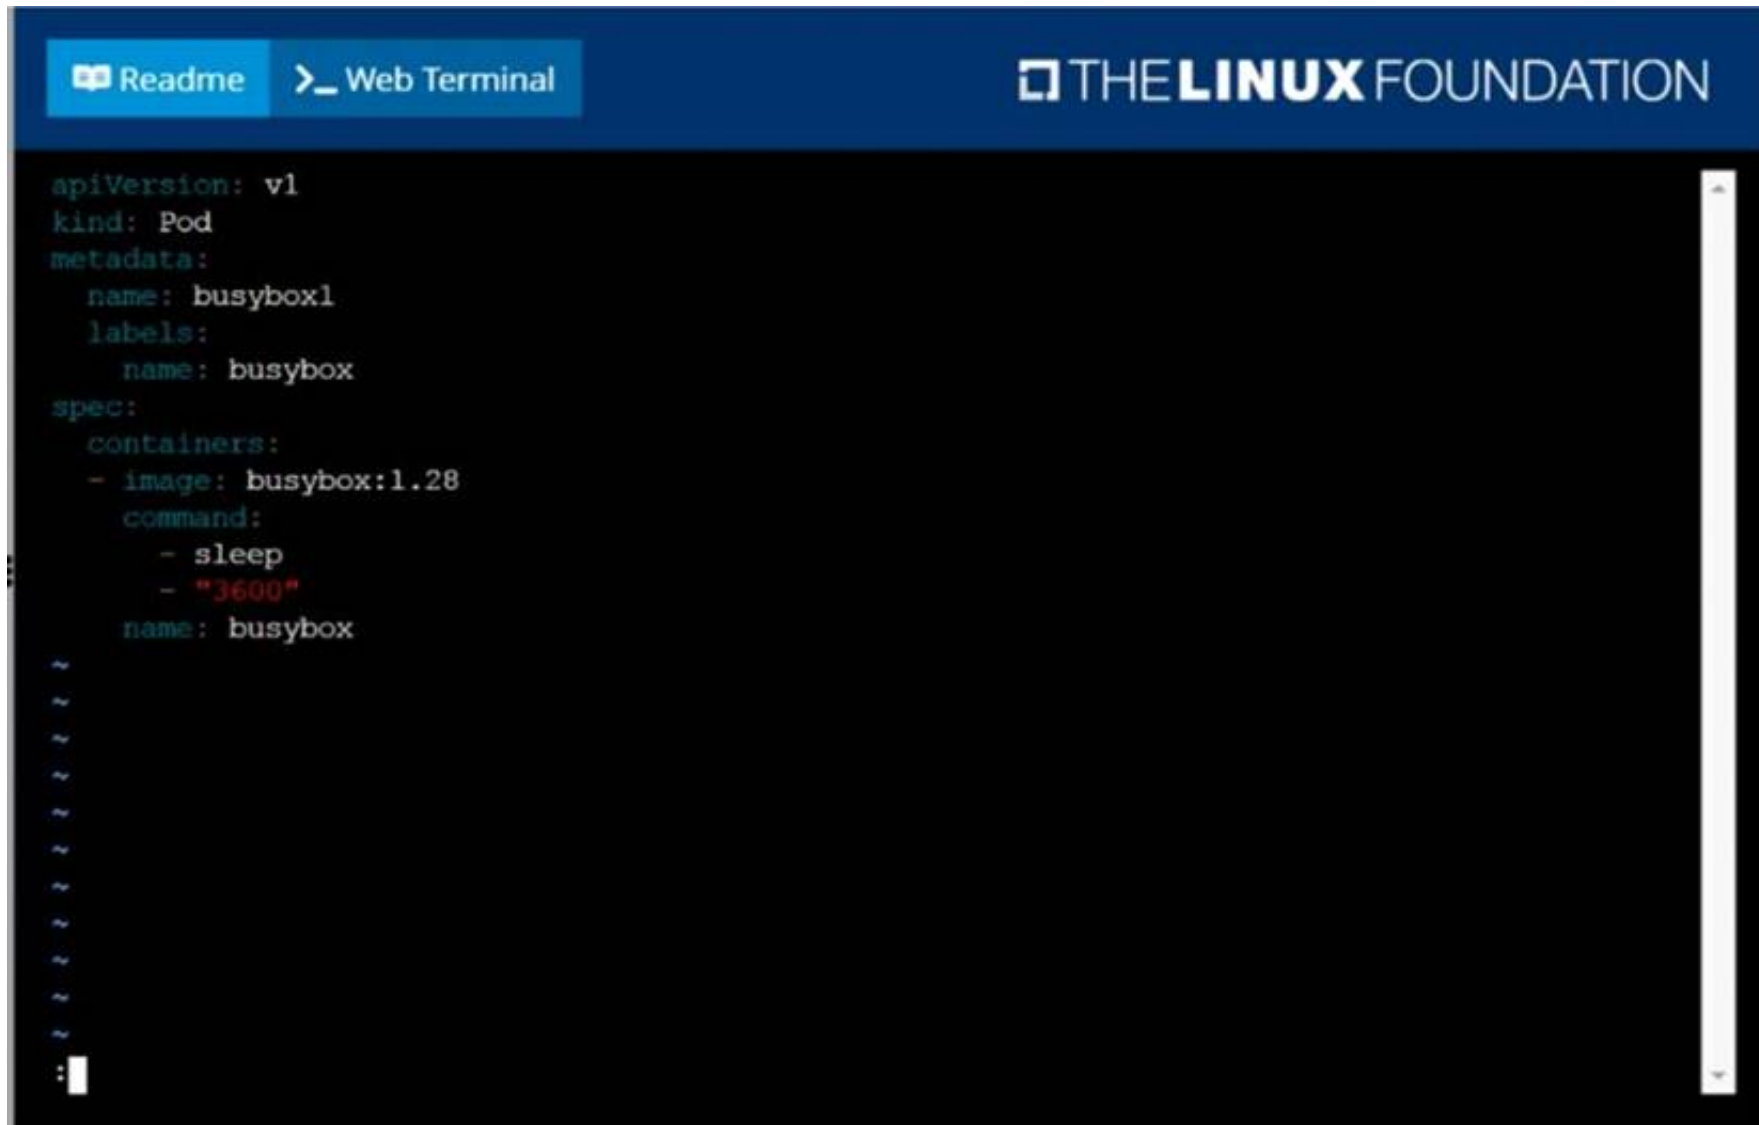 Readme >_ Web Terminal THE LINUX FOUNDATION
apiVersion: v1
kind: Pod
metadata:
  name: busybox1
  labels:
    name: busybox
spec:
  containers:
  - image: busybox:1.28
    command:
      - sleep
      - "3600"
    name: busybox
~
~
~
~
~
~
~
~
~
~
~
: